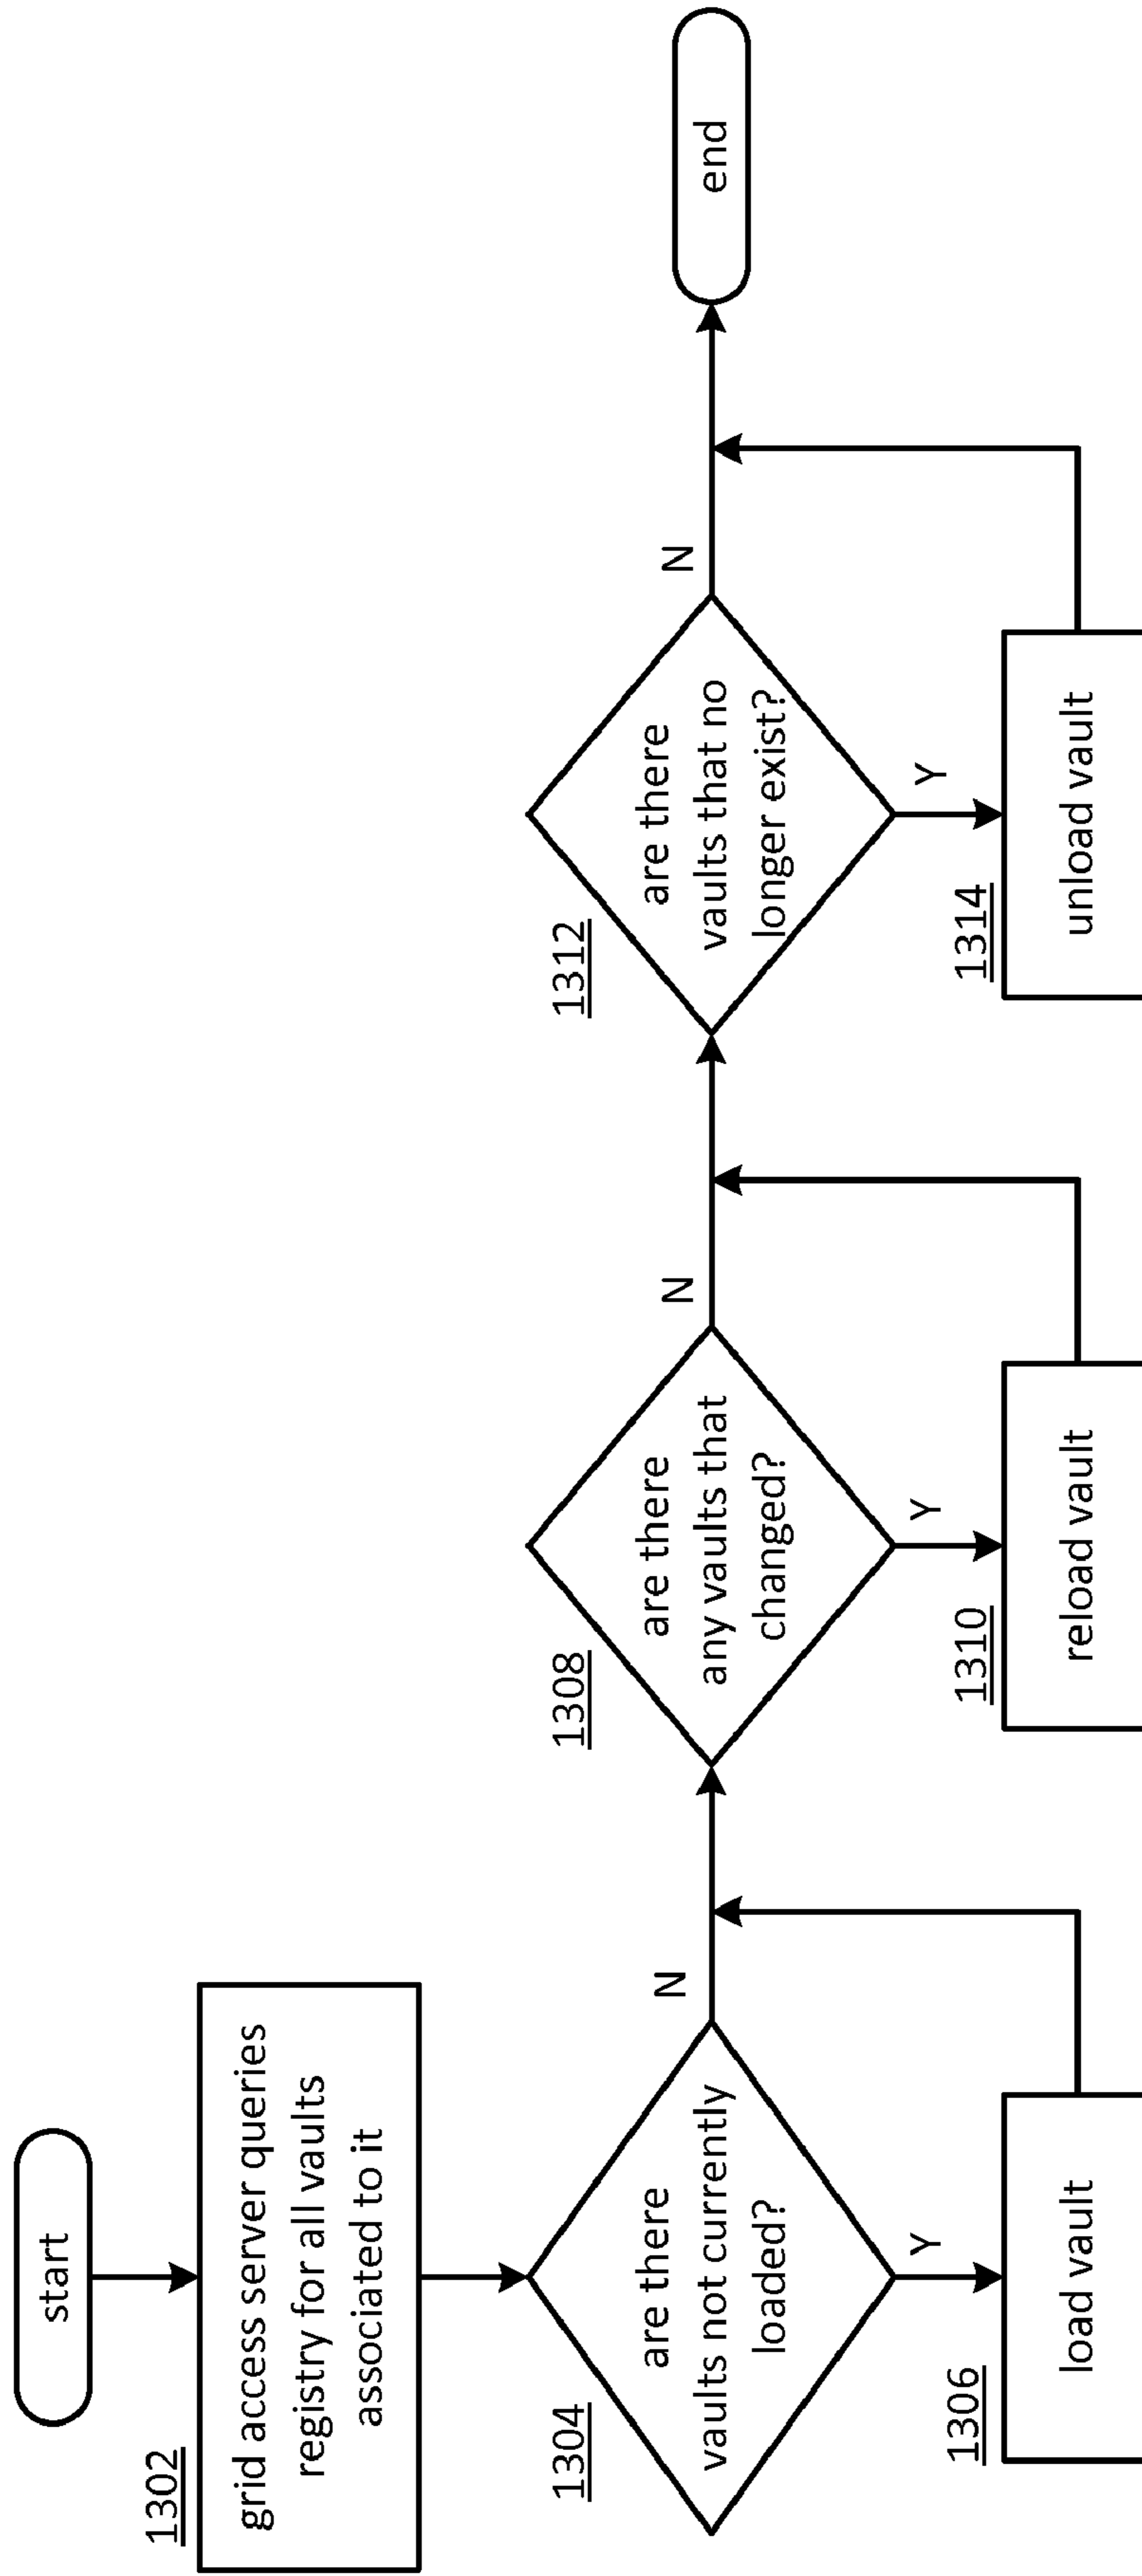 start
1302
grid access server queries
registry for all vaults
associated to it
1304
are there
vaults not currently
loaded?
N
Y
1306
load vault
1308
are there
any vaults that
changed?
N
Y
1310
reload vault
1312
are there
vaults that no
longer exist?
N
Y
1314
unload vault
end